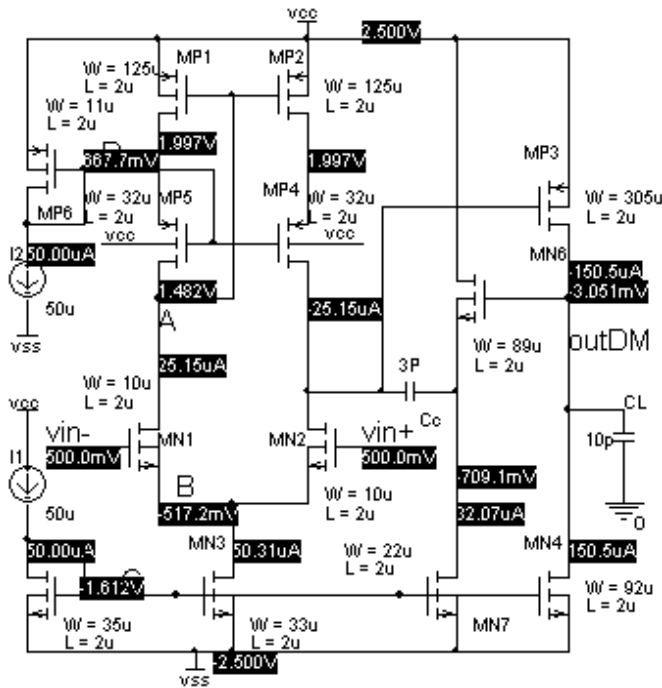 vcc
2.500V
MP1
MP2
W = 125u
L = 2u
W = 125u
L = 2u
W = 11u
L = 2u
1.997V
1.997V
667.7mV
MP3
W = 32u
L = 2u
MP5
MP4
W = 32u
L = 2u
W = 305u
L = 2u
MP6
vcc
vcc
MN6
I2
50.00uA
-150.5uA
-3.051mV
1.482V
-25.15uA
50u
A
outDM
vss
25.15uA
3P
W = 89u
L = 2u
W = 10u
L = 2u
Cc
CL
vcc
vin-
MN1
MN2
vin+
10p
I1
500.0mV
500.0mV
B
-709.1mV
0
50u
-517.2mV
W = 10u
L = 2u
32.07uA
50.00uA
MN3
50.31uA
MN4
150.5uA
W = 22u
L = 2u
-1.612V
W = 92u
L = 2u
W = 35u
L = 2u
W = 33u
L = 2u
MN7
-2.500V
vss